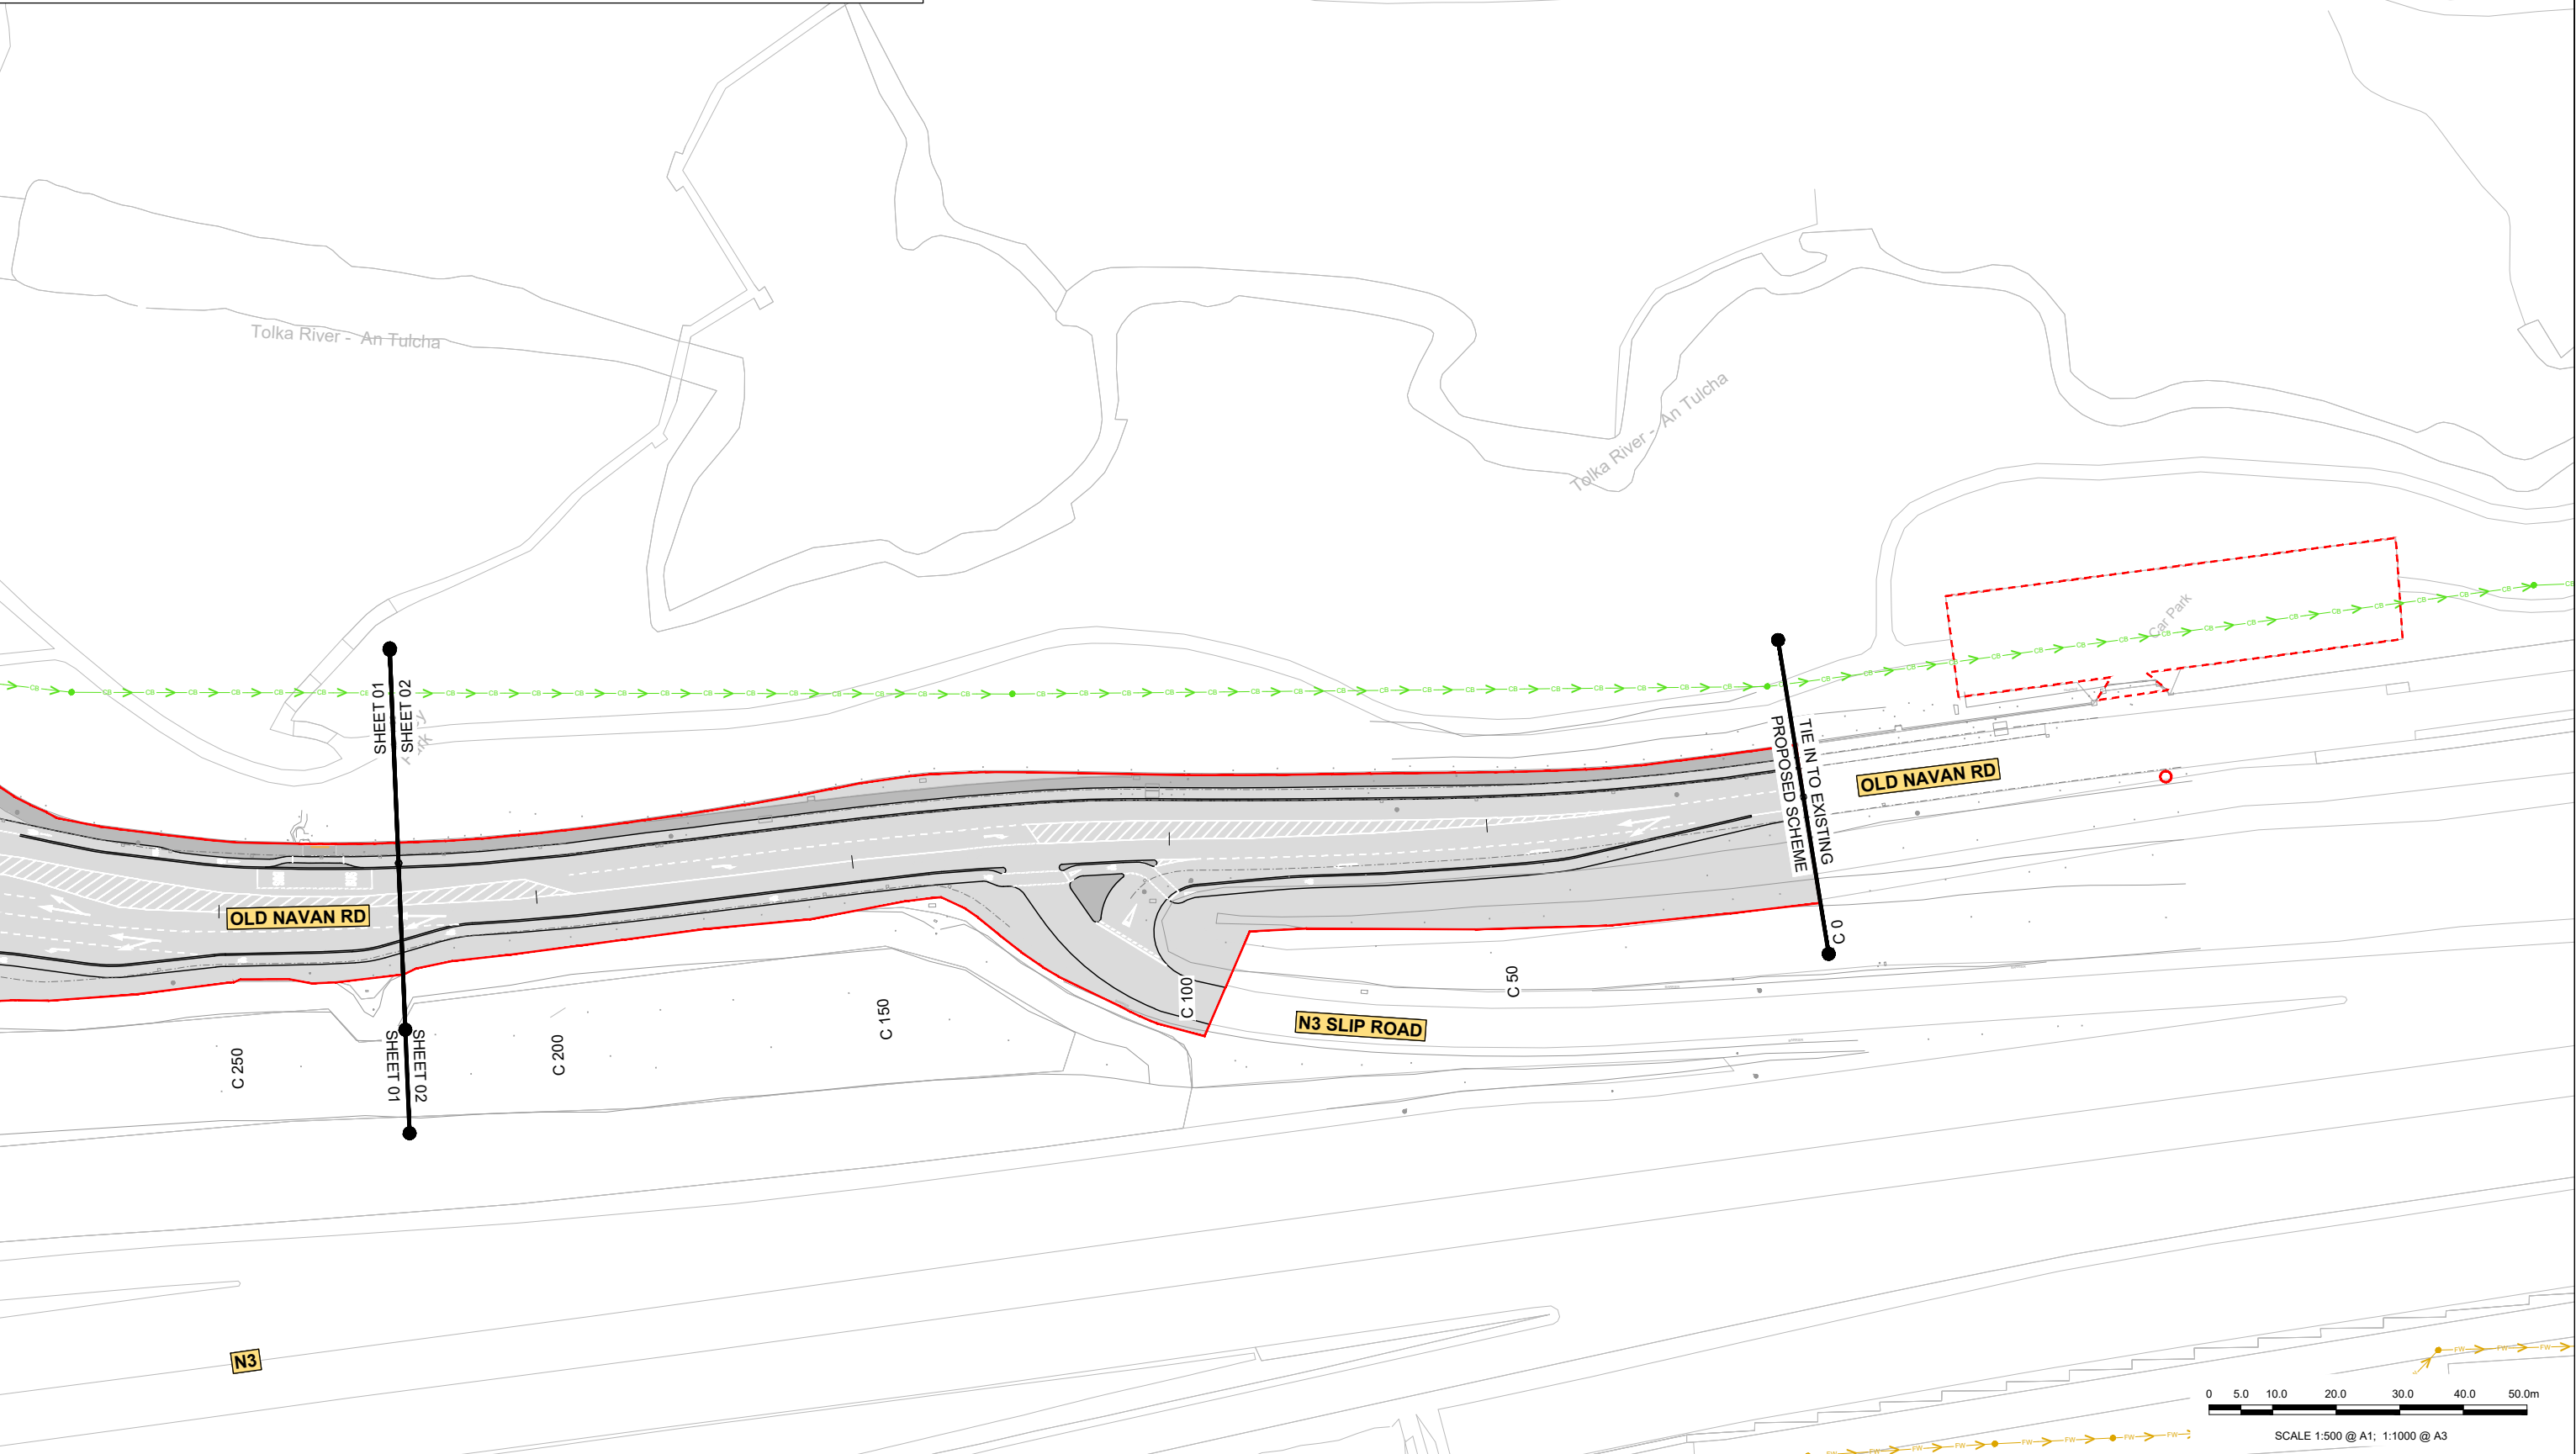 Tolka River - An Tulcha
Tolka River - An Tulcha
Car Park
SHEET 01
SHEET 02
TIE IN TO EXISTING
PROPOSED SCHEME
OLD NAVAN RD
OLD NAVAN RD
C 0
C 50
C 100
C 150
C 200
C 250
N3 SLIP ROAD
SHEET 01
SHEET 02
N3
CB
FW
0 5.0 10.0 20.0 30.0 40.0 50.0m
SCALE 1:500 @ A1; 1:1000 @ A3